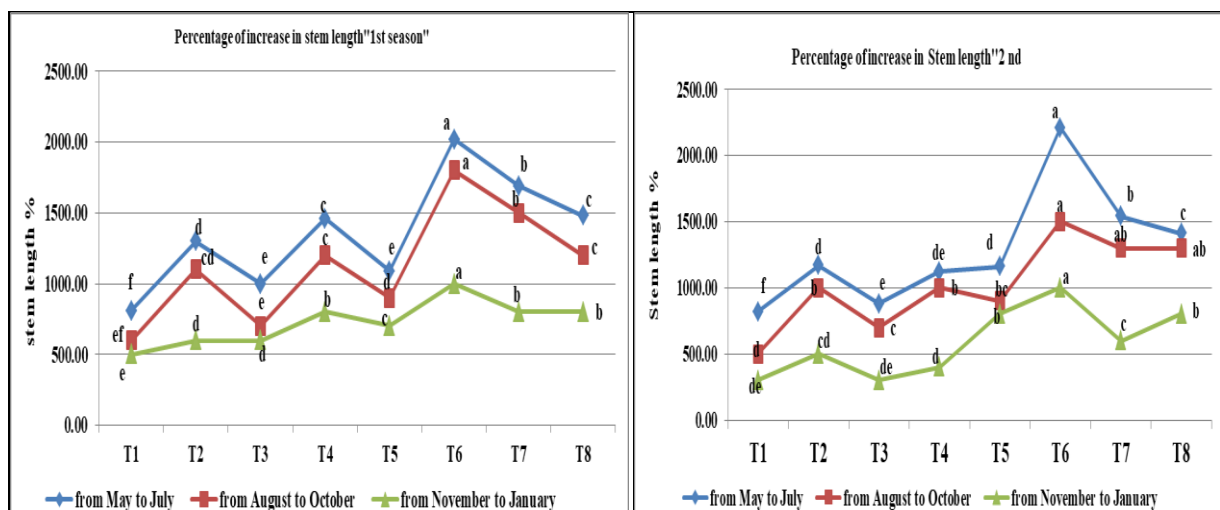 Percentage of increase in stem length"1st season"
stem length %
2500.00
2000.00
1500.00
1000.00
500.00
0.00
f
d
e
c
e
a
b
c
ef
cd
e
c
d
a
b
c
e
d
d
b
c
a
b
b
T1 T2 T3 T4 T5 T6 T7 T8
from May to July from August to October from November to January
Percentage of increase in Stem length"2 nd
Stem length %
2500.00
2000.00
1500.00
1000.00
500.00
0.00
f
d
e
de
d
a
b
c
d
b
c
b
bc
a
ab
ab
de
cd
de
d
b
a
c
b
T1 T2 T3 T4 T5 T6 T7 T8
from May to July from August to October from November to January